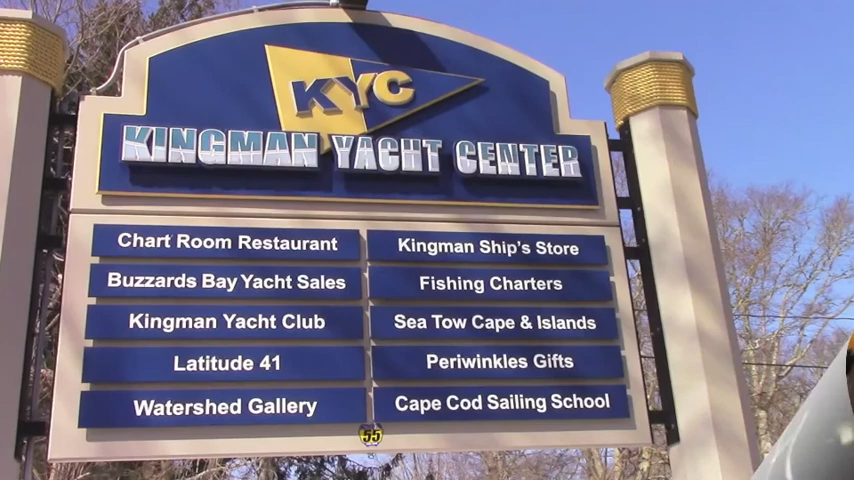 KYC
KINGMAN YACHT CENTER
Chart Room Restaurant
Buzzards Bay Yacht Sales
Kingman Yacht Club
Latitude 41
Watershed Gallery
Kingman Ship's Store
Fishing Charters
Sea Tow Cape & Islands
Periwinkles Gifts
Cape Cod Sailing School
55